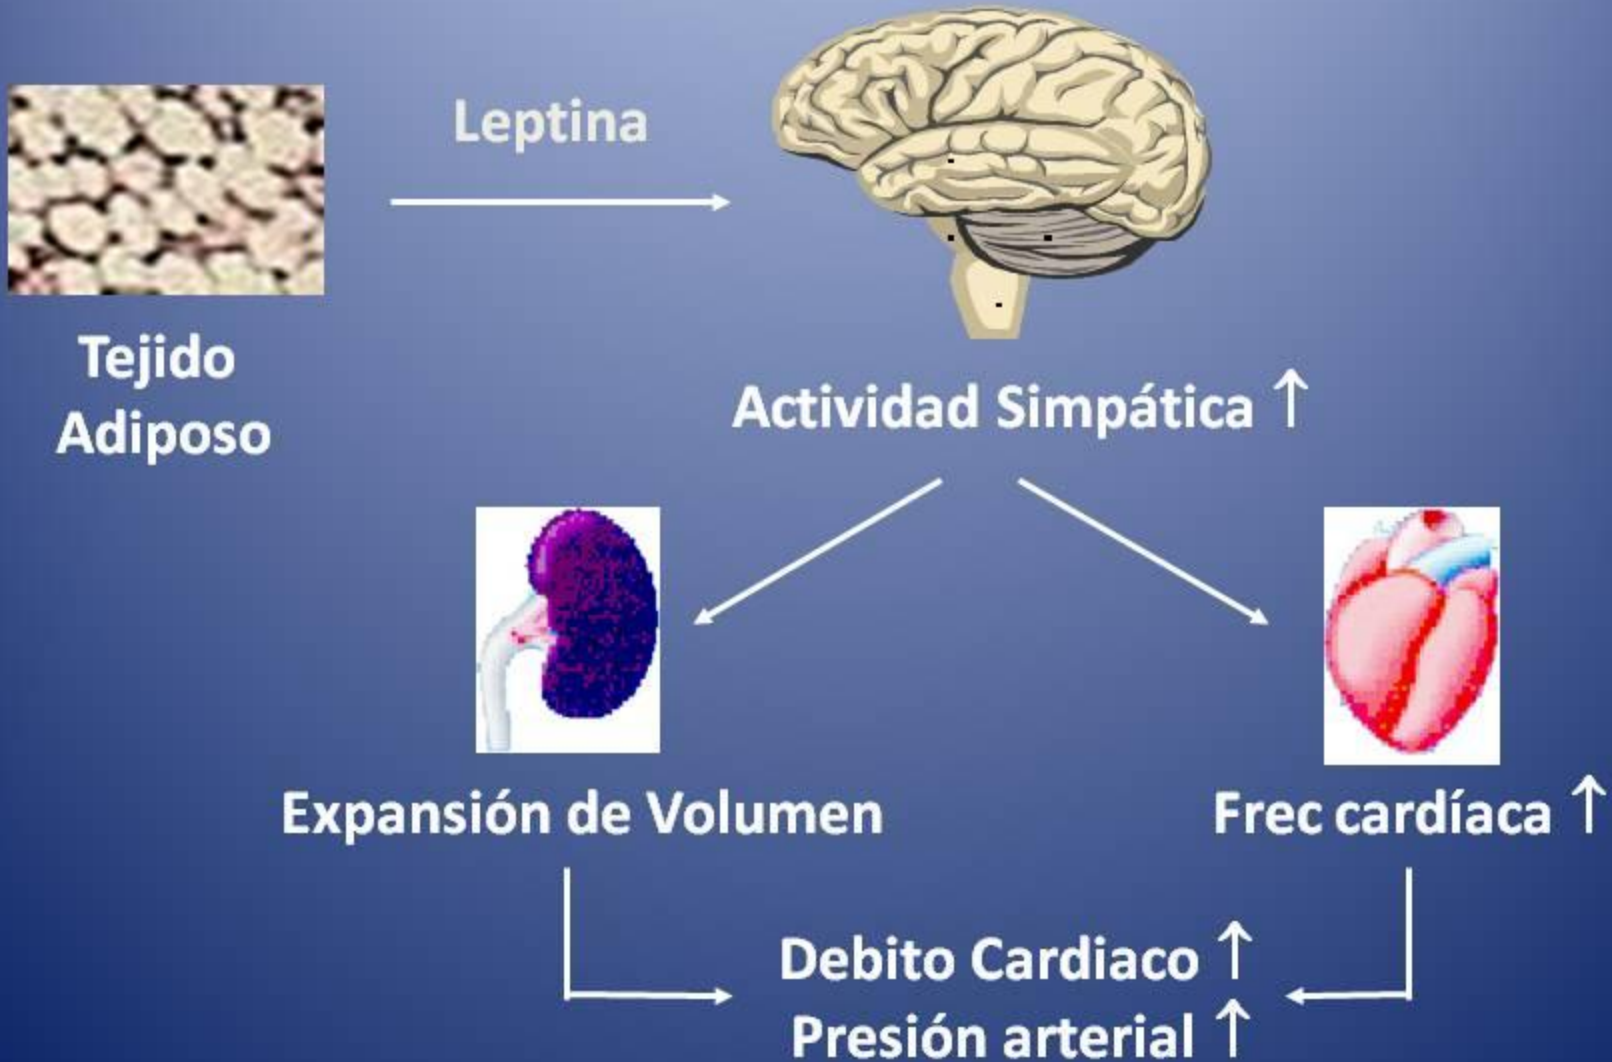 Leptina
Tejido
Adiposo
Actividad Simpática ↑
Expansión de Volumen
Frec cardíaca ↑
Debito Cardiaco ↑
Presión arterial ↑